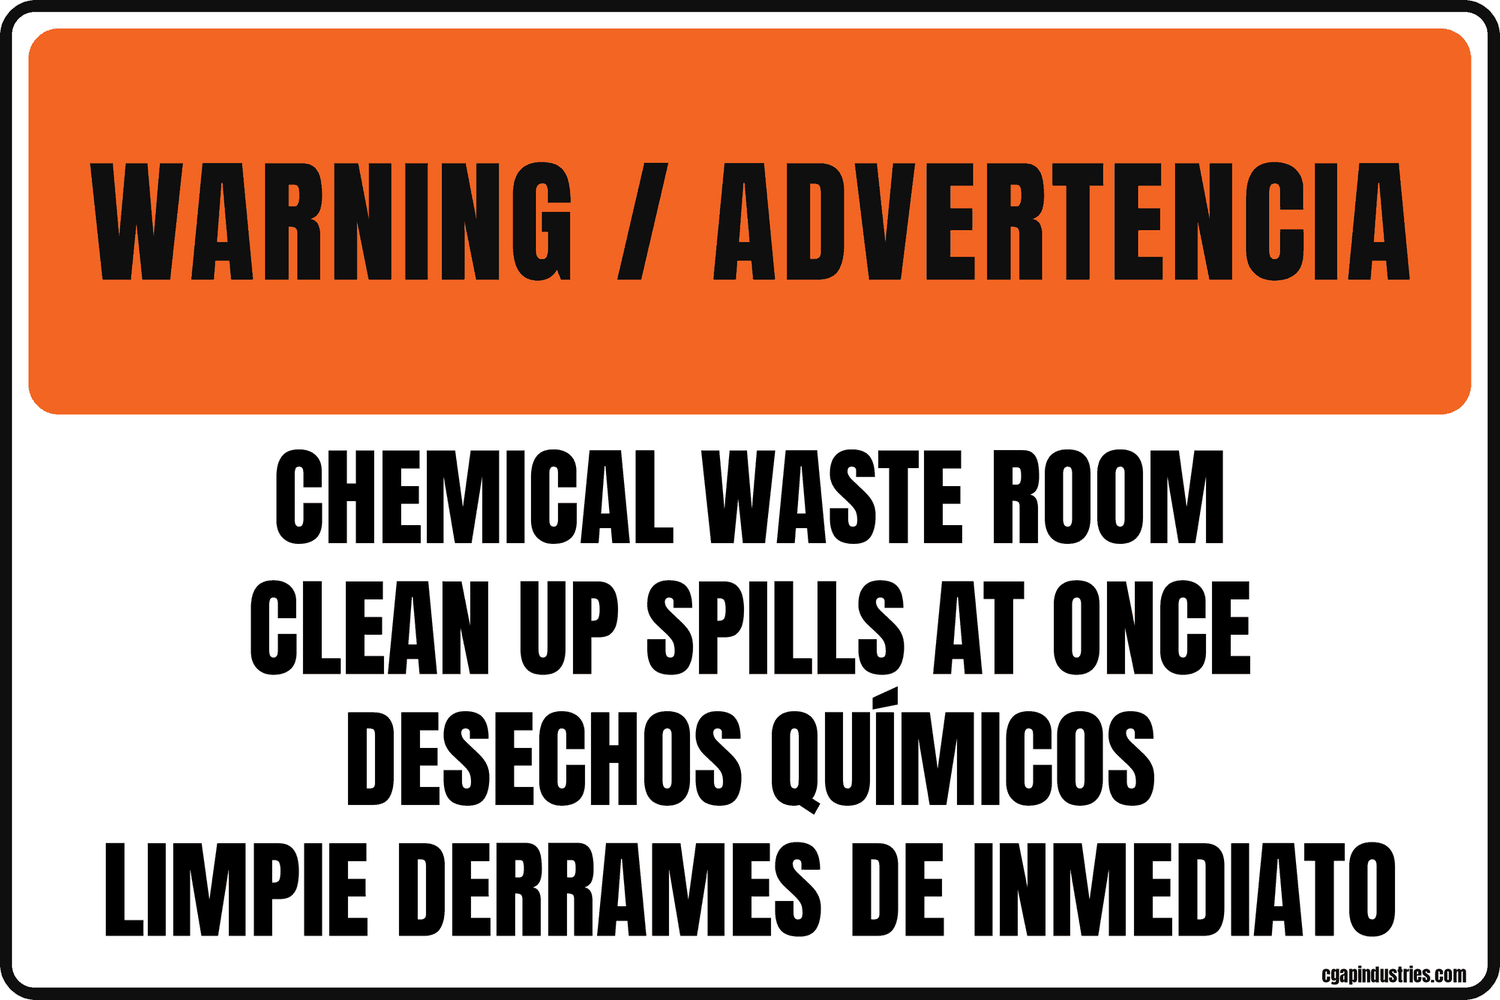 WARNING / ADVERTENCIA
CHEMICAL WASTE ROOM
CLEAN UP SPILLS AT ONCE
DESECHOS QUÍMICOS
LIMPIE DERRAMES DE INMEDIATO
cgapindustries.com